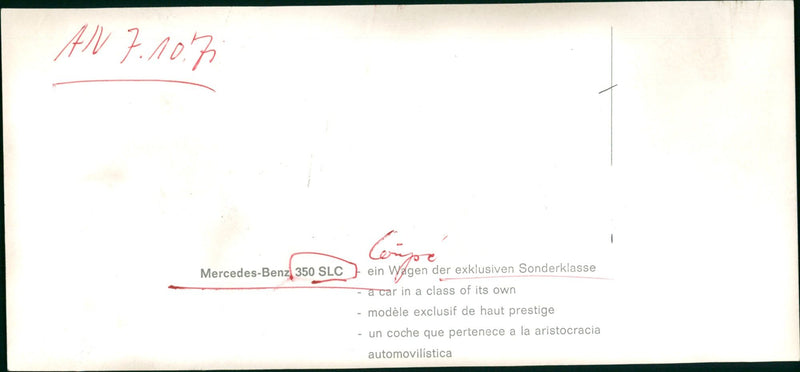 AN 7.10.71
Coupé
Mercedes-Benz 350 SLC - ein Wagen der exklusiven Sonderklasse
- a car in a class of its own
- modèle exclusif de haut prestige
- un coche que pertenece a la aristocracia
automovilística